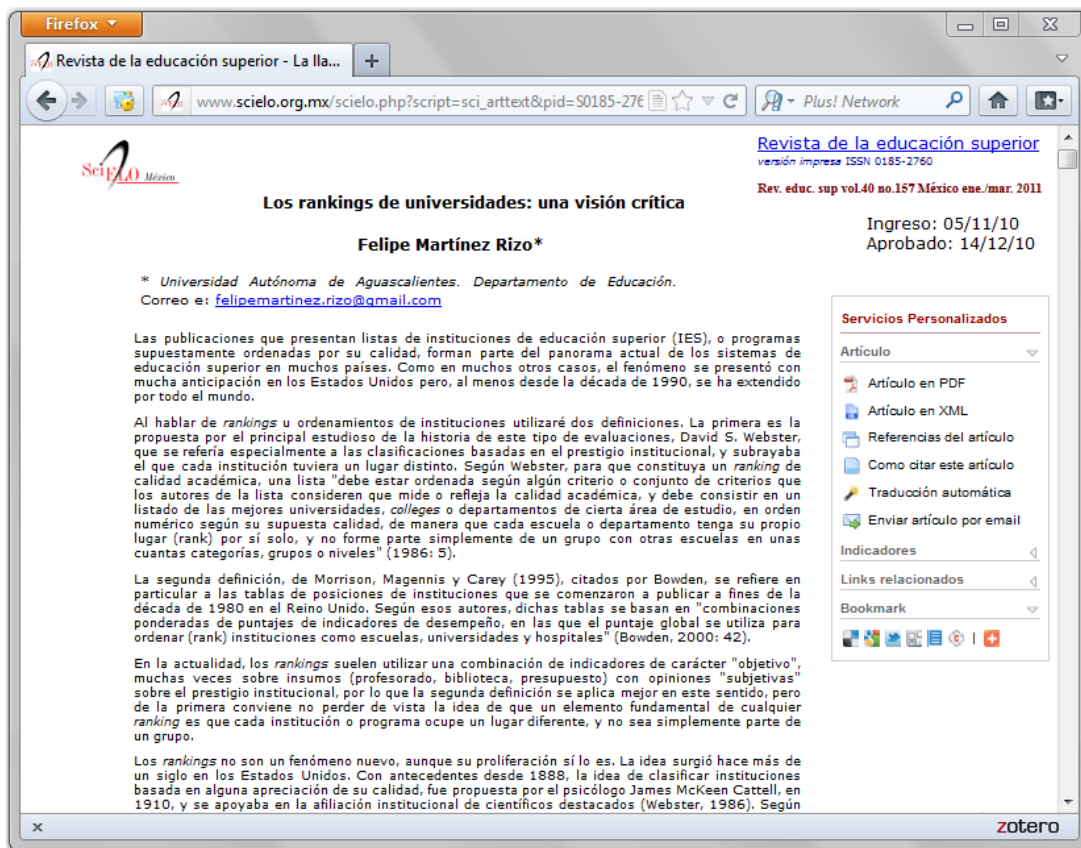 Firefox
Revista de la educación superior - La lla...
www.scielo.org.mx/scielo.php?script=sci_arttext&pid=S0185-276
Plus! Network
SciELO México
Revista de la educación superior
versión impresa ISSN 0185-2760
Rev. educ. sup vol.40 no.157 México ene./mar. 2011
Los rankings de universidades: una visión crítica
Ingreso: 05/11/10
Aprobado: 14/12/10
Felipe Martínez Rizo*
* Universidad Autónoma de Aguascalientes. Departamento de Educación.
Correo e: felipemartinez.rizo@gmail.com
Las publicaciones que presentan listas de instituciones de educación superior (IES), o programas
supuestamente ordenadas por su calidad, forman parte del panorama actual de los sistemas de
educación superior en muchos países. Como en muchos otros casos, el fenómeno se presentó con
mucha anticipación en los Estados Unidos pero, al menos desde la década de 1990, se ha extendido
por todo el mundo.
Al hablar de rankings u ordenamientos de instituciones utilizaré dos definiciones. La primera es la
propuesta por el principal estudioso de la historia de este tipo de evaluaciones, David S. Webster,
que se refería especialmente a las clasificaciones basadas en el prestigio institucional, y subrayaba
el que cada institución tuviera un lugar distinto. Según Webster, para que constituya un ranking de
calidad académica, una lista "debe estar ordenada según algún criterio o conjunto de criterios que
los autores de la lista consideren que mide o refleja la calidad académica, y debe consistir en un
listado de las mejores universidades, colleges o departamentos de cierta área de estudio, en orden
numérico según su supuesta calidad, de manera que cada escuela o departamento tenga su propio
lugar (rank) por sí solo, y no forme parte simplemente de un grupo con otras escuelas en unas
cuantas categorías, grupos o niveles" (1986: 5).
La segunda definición, de Morrison, Magennis y Carey (1995), citados por Bowden, se refiere en
particular a las tablas de posiciones de instituciones que se comenzaron a publicar a fines de la
década de 1980 en el Reino Unido. Según esos autores, dichas tablas se basan en "combinaciones
ponderadas de puntajes de indicadores de desempeño, en las que el puntaje global se utiliza para
ordenar (rank) instituciones como escuelas, universidades y hospitales" (Bowden, 2000: 42).
En la actualidad, los rankings suelen utilizar una combinación de indicadores de carácter "objetivo",
muchas veces sobre insumos (profesorado, biblioteca, presupuesto) con opiniones "subjetivas"
sobre el prestigio institucional, por lo que la segunda definición se aplica mejor en este sentido, pero
de la primera conviene no perder de vista la idea de que un elemento fundamental de cualquier
ranking es que cada institución o programa ocupe un lugar diferente, y no sea simplemente parte de
un grupo.
Los rankings no son un fenómeno nuevo, aunque su proliferación sí lo es. La idea surgió hace más de
un siglo en los Estados Unidos. Con antecedentes desde 1888, la idea de clasificar instituciones
basada en alguna apreciación de su calidad, fue propuesta por el psicólogo James McKeen Cattell, en
1910, y se apoyaba en la afiliación institucional de científicos destacados (Webster, 1986). Según
Servicios Personalizados
Artículo
Artículo en PDF
Artículo en XML
Referencias del artículo
Como citar este artículo
Traducción automática
Enviar artículo por email
Indicadores
Links relacionados
Bookmark
zotero